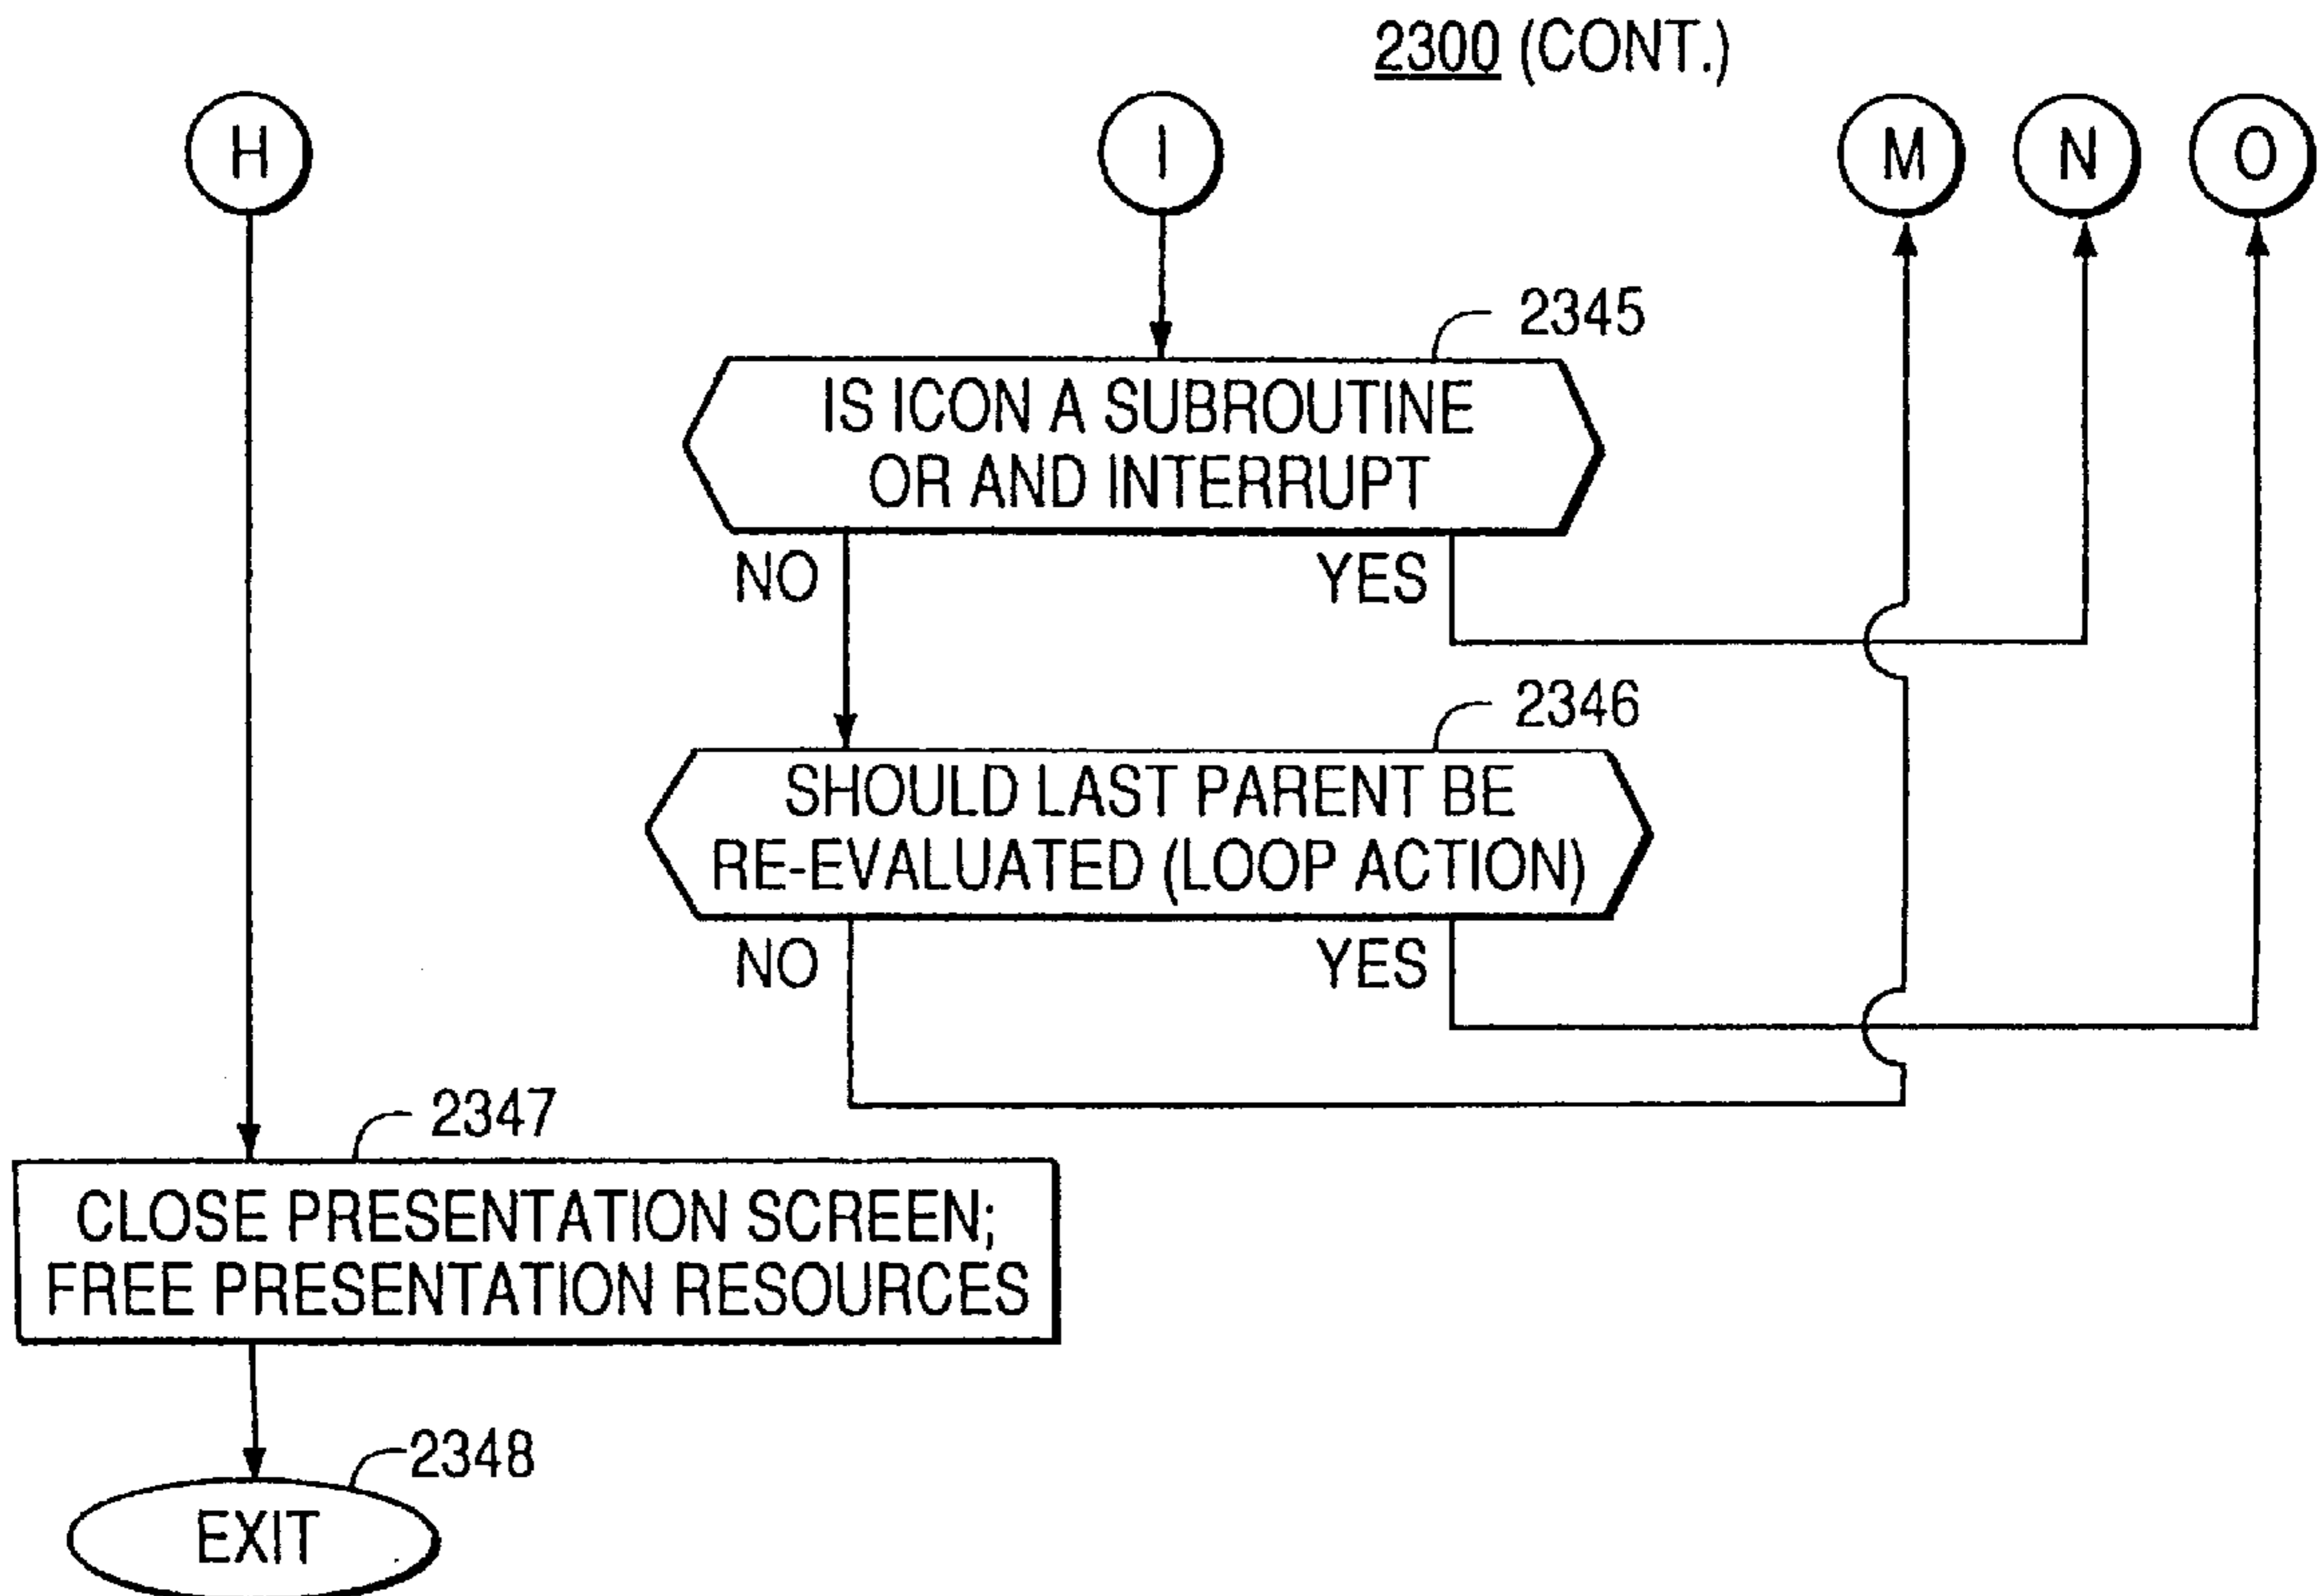 2300 (CONT.)
H
I
M
N
O
2345
IS ICON A SUBROUTINE
OR AND INTERRUPT
NO
YES
2346
SHOULD LAST PARENT BE
RE-EVALUATED (LOOP ACTION)
NO
YES
2347
CLOSE PRESENTATION SCREEN;
FREE PRESENTATION RESOURCES
2348
EXIT